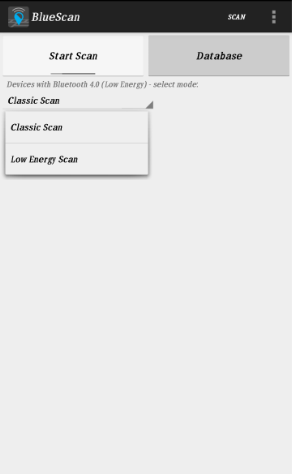 BlueScan
SCAN
Start Scan
Database
Devices with Bluetooth 4.0 (Low Energy) - select mode:
Classic Scan
Classic Scan
Low Energy Scan